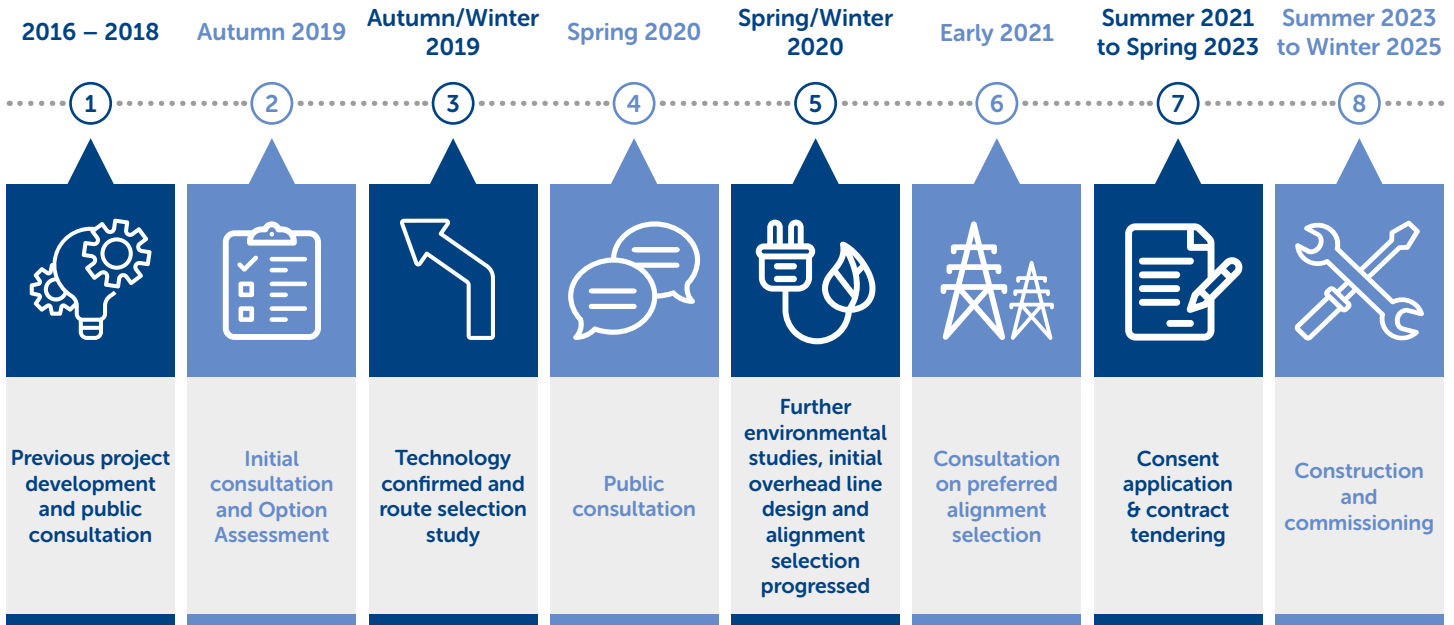 2016 – 2018
Autumn 2019
Autumn/Winter
2019
Spring 2020
Spring/Winter
2020
Early 2021
Summer 2021
to Spring 2023
Summer 2023
to Winter 2025
1
2
3
4
5
6
7
8
Previous project
development
and public
consultation
Initial
consultation
and Option
Assessment
Technology
confirmed and
route selection
study
Public
consultation
Further
environmental
studies, initial
overhead line
design and
alignment
selection
progressed
Consultation
on preferred
alignment
selection
Consent
application
& contract
tendering
Construction
and
commissioning